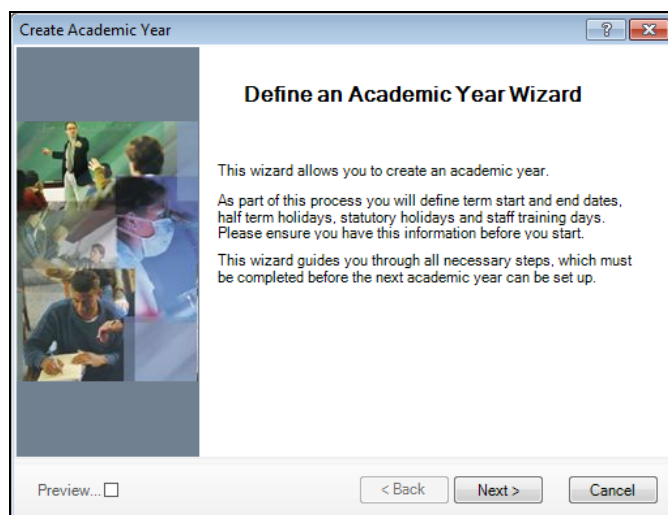 Create Academic Year
Define an Academic Year Wizard
This wizard allows you to create an academic year.
As part of this process you will define term start and end dates,
half term holidays, statutory holidays and staff training days.
Please ensure you have this information before you start.
This wizard guides you through all necessary steps, which must
be completed before the next academic year can be set up.
Preview...
< Back
Next >
Cancel